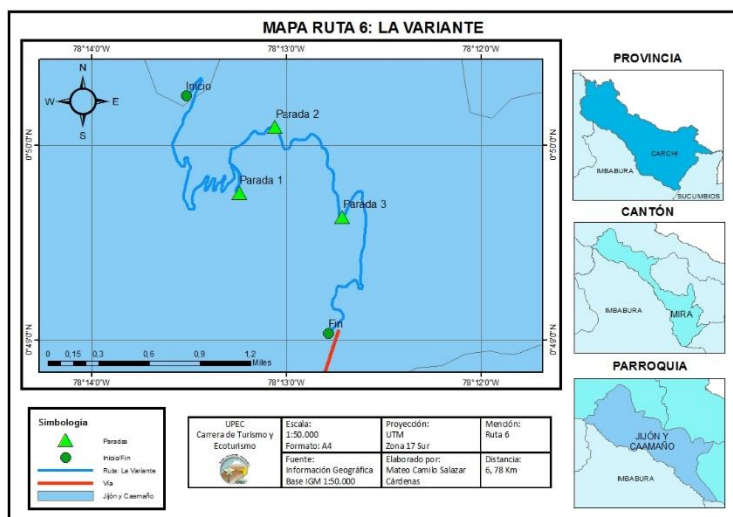 MAPA RUTA 6: LA VARIANTE
78°14'0"W
78°13'0"W
78°12'0"W
N
W
E
S
Inicio
Parada 2
Parada 1
Parada 3
Fin
0°50'0"N
0°50'0"N
0°49'0"N
0°49'0"N
0 0,15 0,3 0,6 0,9 1,2
Miles
78°14'0"W
78°13'0"W
78°12'0"W
PROVINCIA
CARCHI
IMBABURA
SUCUMBIOS
CANTÓN
IMBABURA
MIRA
PARROQUIA
JIJÓN Y
CAAMAÑO
IMBABURA
Simbología
Paradas
Inicio/Fin
Ruta: La Variante
Vía
Jijón y Caamaño
UPEC
Carrera de Turismo y
Ecoturismo
Escala:
1:50.000
Formato: A4
Proyección:
UTM
Zona 17 Sur
Mención:
Ruta 6
Fuente:
Información Geográfica
Base IGM 1:50.000
Elaborado por:
Mateo Camilo Salazar
Cárdenas
Distancia:
6, 78 Km